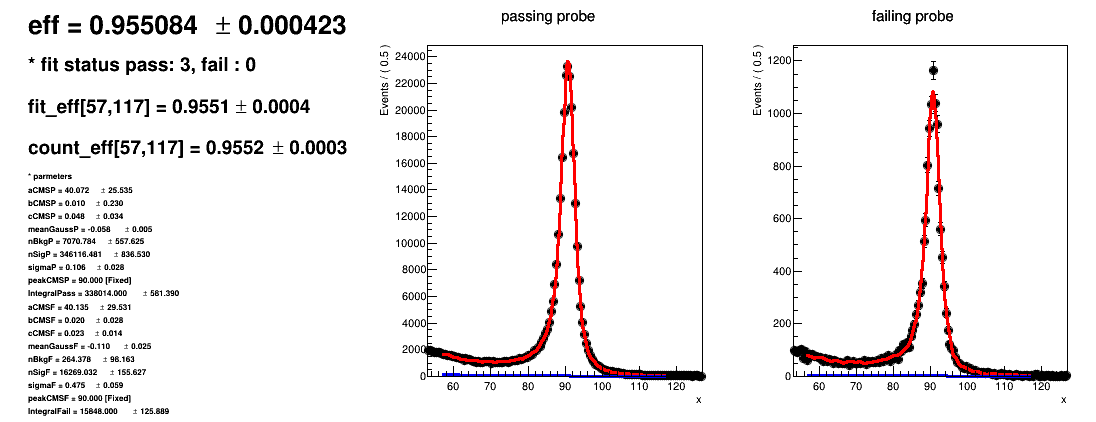 eff = 0.955084 ± 0.000423
* fit status pass: 3, fail : 0
fit_eff[57,117] = 0.9551 ± 0.0004
count_eff[57,117] = 0.9552 ± 0.0003
* parmeters
aCMSP = 40.072 ± 25.535
bCMSP = 0.010 ± 0.230
cCMSP = 0.048 ± 0.034
meanGaussP = -0.058 ± 0.005
nBkgP = 7070.784 ± 557.625
nSigP = 346116.481 ± 836.530
sigmaP = 0.106 ± 0.028
peakCMSP = 90.000 [Fixed]
IntegralPass = 338014.000 ± 581.390
aCMSF = 40.135 ± 29.531
bCMSF = 0.020 ± 0.028
cCMSF = 0.023 ± 0.014
meanGaussF = -0.110 ± 0.025
nBkgF = 264.378 ± 98.163
nSigF = 16269.032 ± 155.627
sigmaF = 0.475 ± 0.059
peakCMSF = 90.000 [Fixed]
IntegralFail = 15848.000 ± 125.889
passing probe
Events / ( 0.5 )
24000
22000
20000
18000
16000
14000
12000
10000
8000
6000
4000
2000
0
60 70 80 90 100 110 120
x
failing probe
Events / ( 0.5 )
1200
1000
800
600
400
200
0
60 70 80 90 100 110 120
x